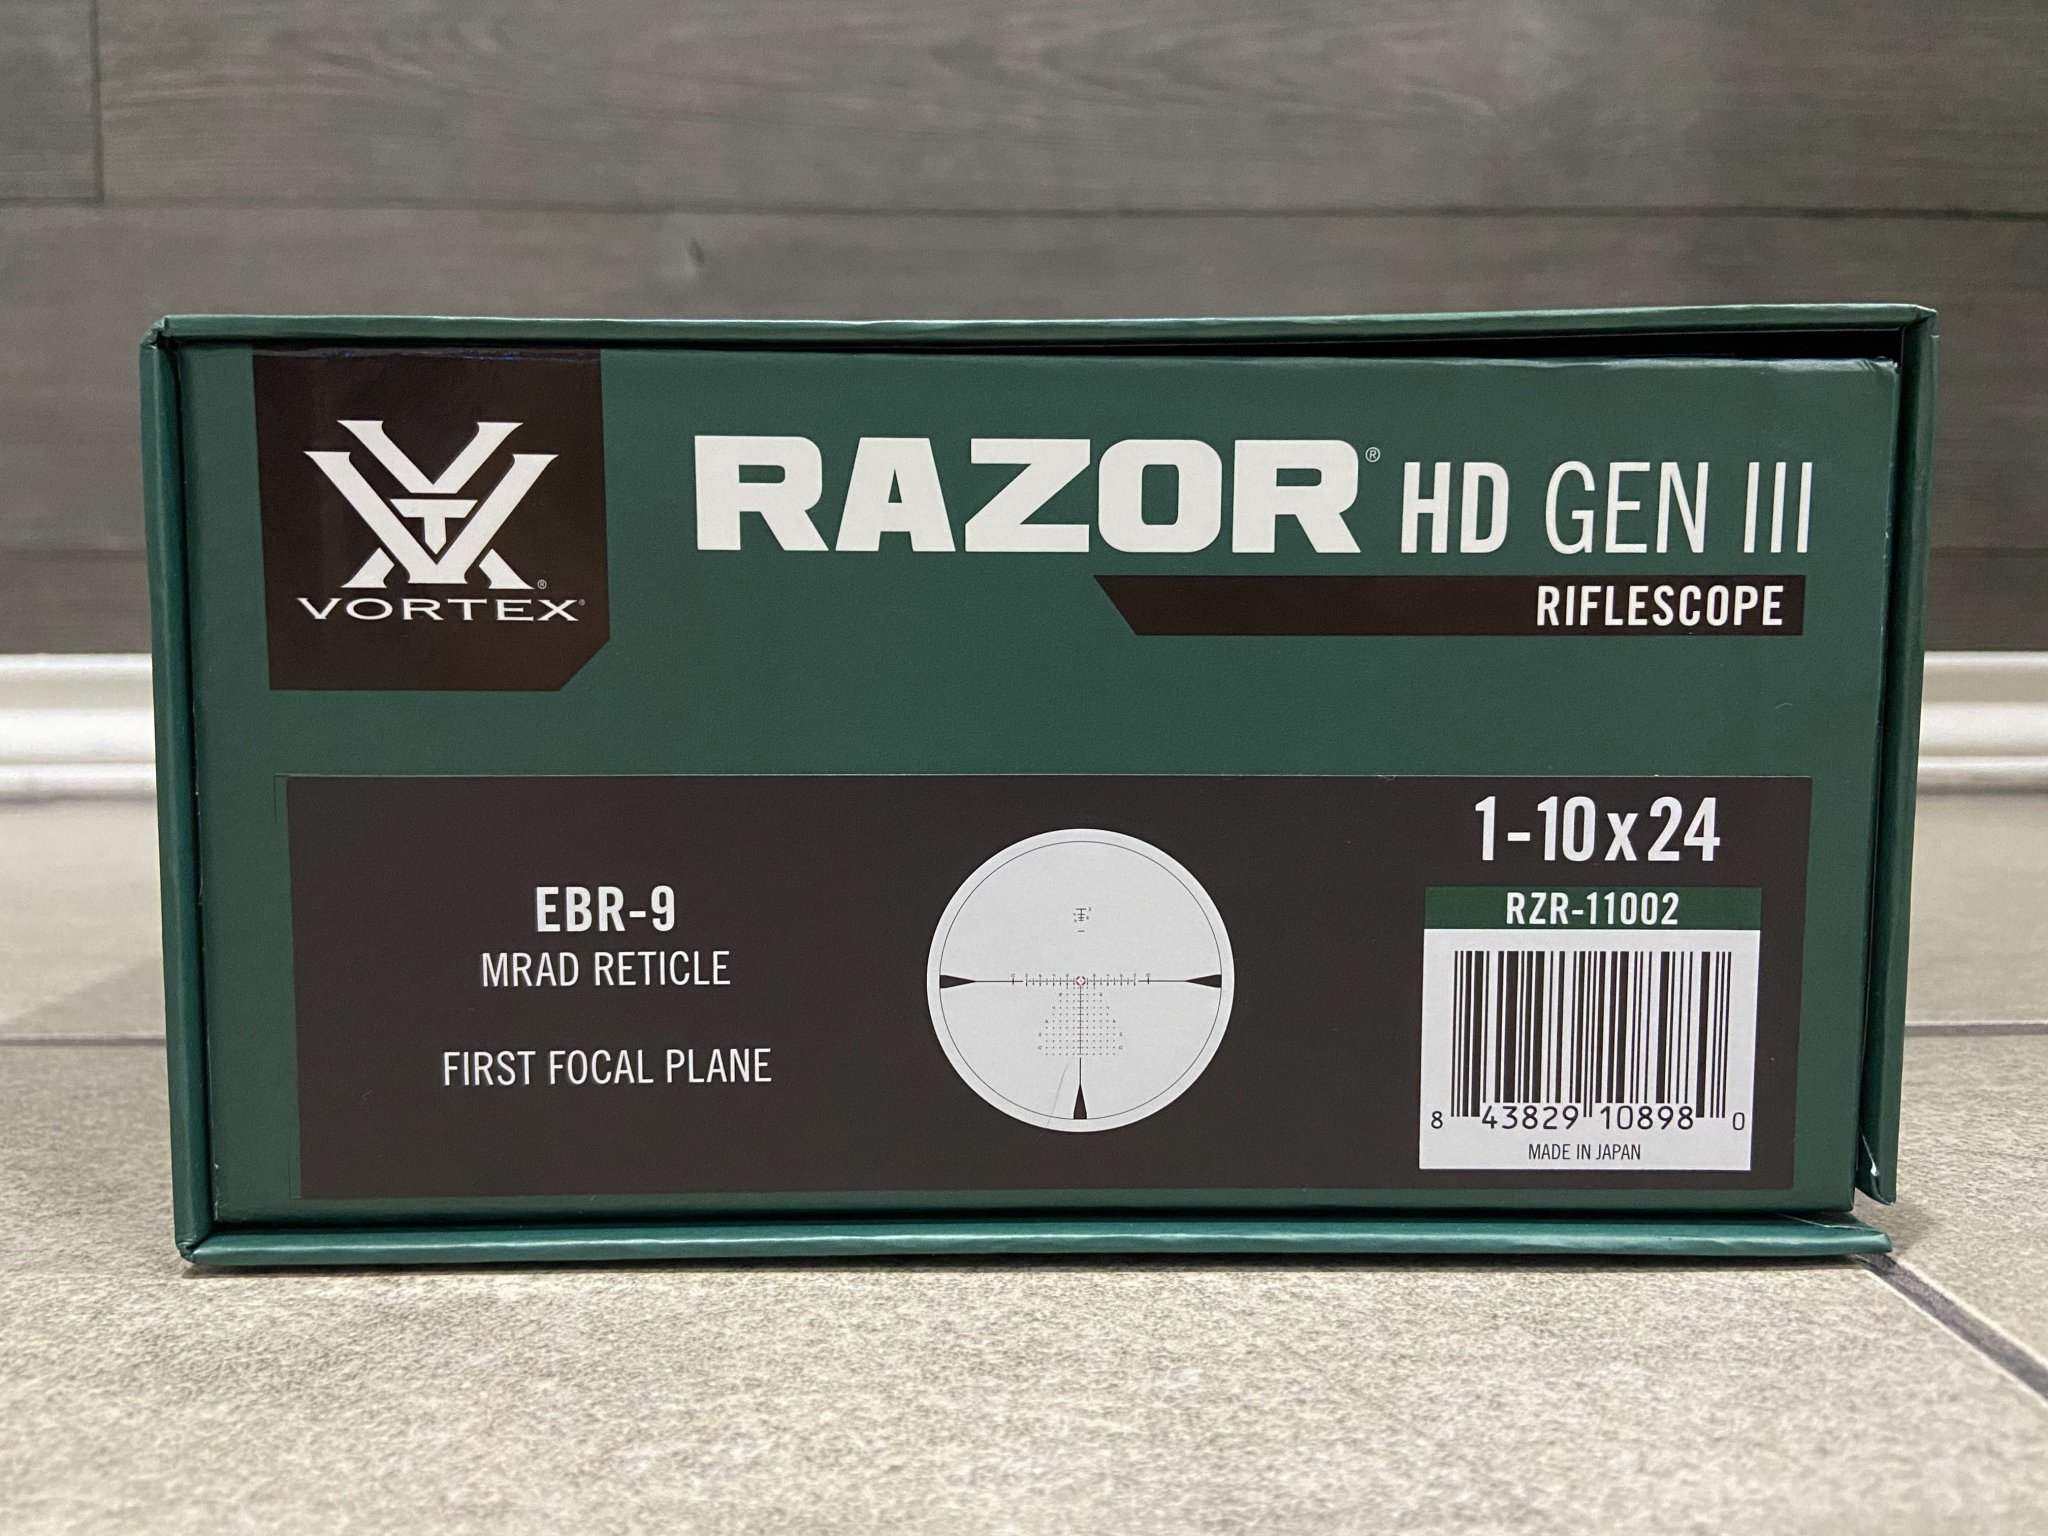 VORTEX®
RAZOR® HD GEN III
RIFLESCOPE
EBR-9
MRAD RETICLE
FIRST FOCAL PLANE
1-10x24
RZR-11002
8 43829 10898 0
MADE IN JAPAN